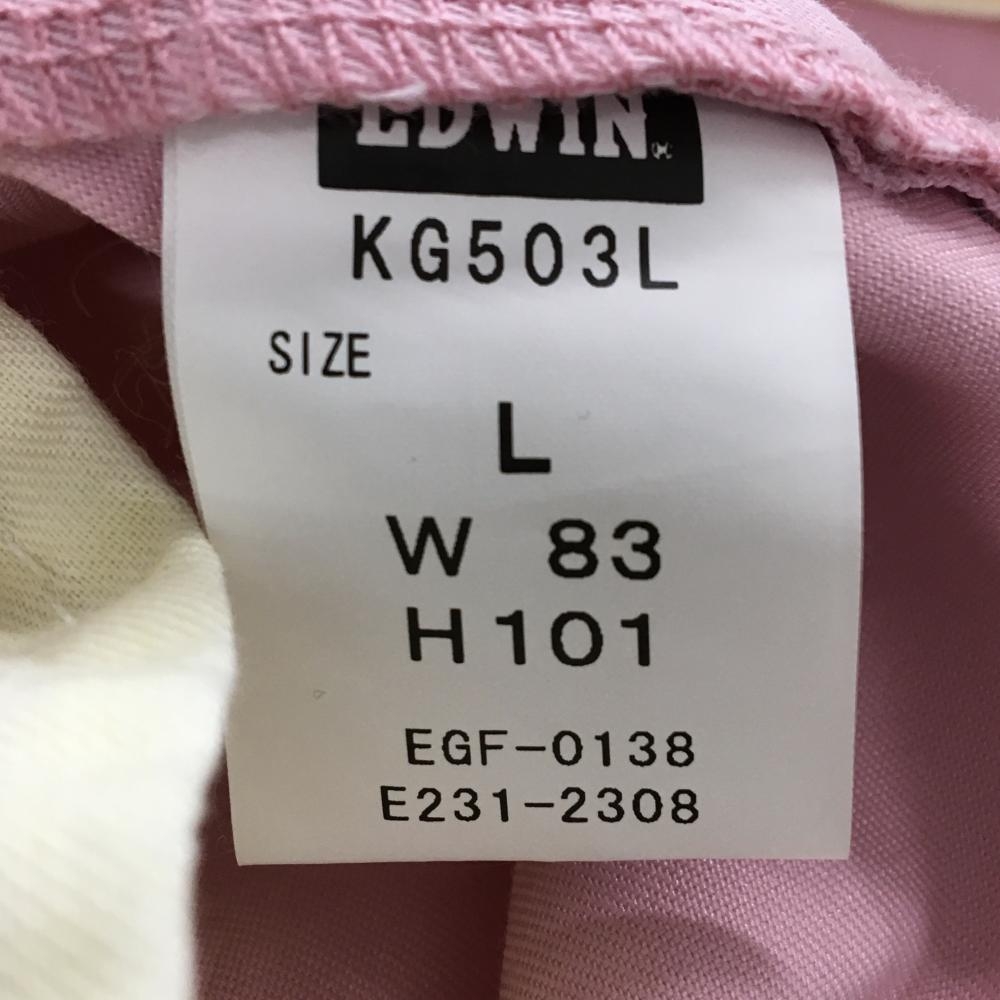 EDWIN
KG503L
SIZE
L
W 83
H101
EGF-0138
E231-2308